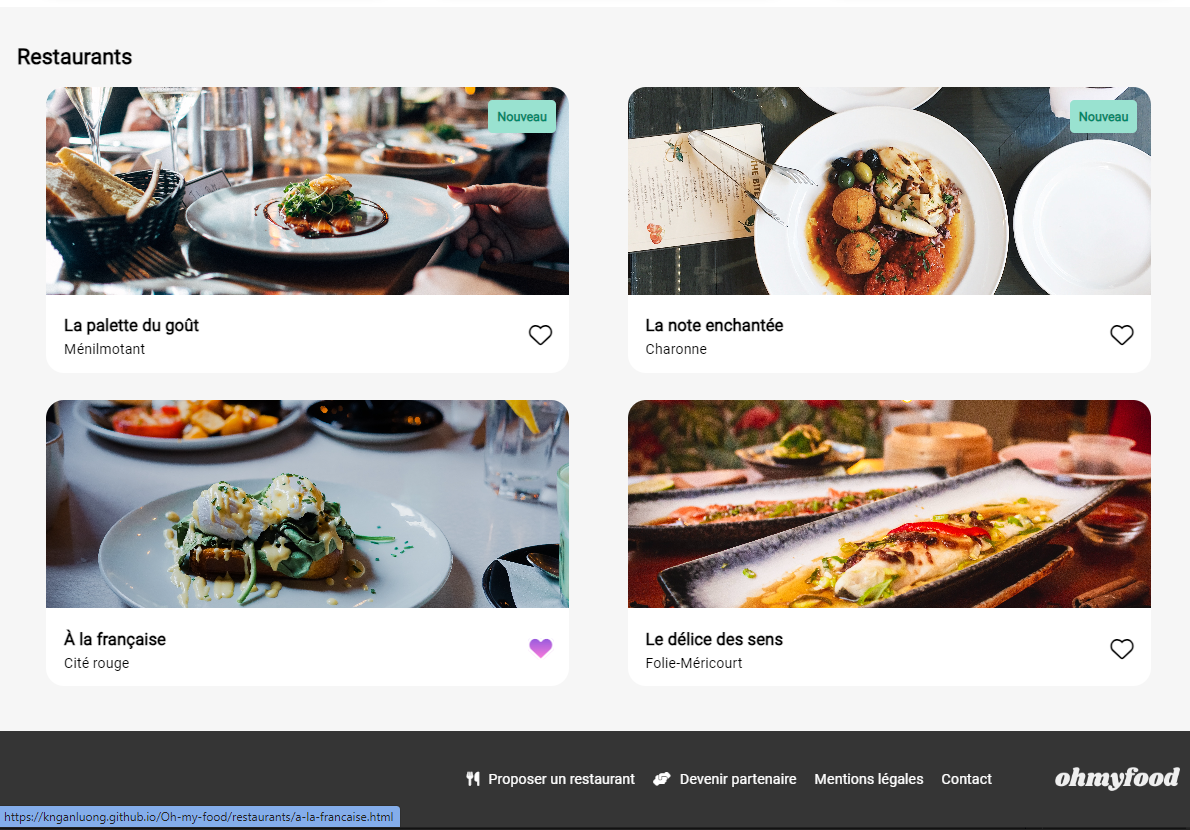 Restaurants
Nouveau
Nouveau
La palette du goût
Ménilmotant
La note enchantée
Charonne
À la française
Cité rouge
Le délice des sens
Folie-Méricourt
Proposer un restaurant
Devenir partenaire
Mentions légales
Contact
ohmyfood
https://knganluong.github.io/Oh-my-food/restaurants/a-la-francaise.html